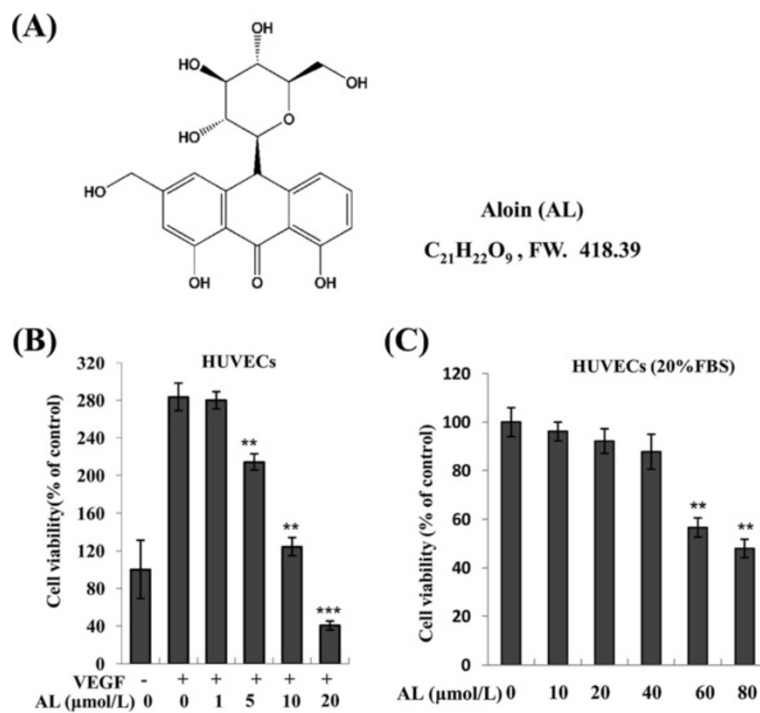 (A)
OH
HO
OH
HO
O
HO
OH O OH
Aloin (AL)
C₂₁H₂₂O₉ , FW. 418.39
(B)
HUVECs
Cell viability(% of control)
320
280
240
200
160
120
80
40
0
** ** ***
VEGF - + + + + +
AL (μmol/L) 0 0 1 5 10 20
(C)
HUVECs (20%FBS)
Cell viability (% of control)
120
100
80
60
40
20
0
** **
AL (μmol/L) 0 10 20 40 60 80